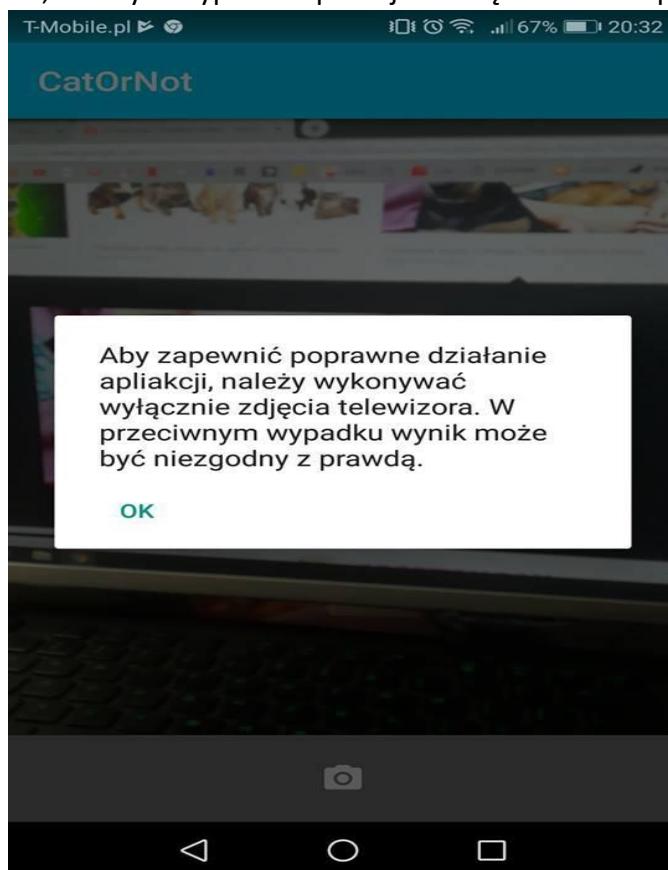 T-Mobile.pl 67% 20:32
CatOrNot
Aby zapewnić poprawne działanie
apliakcji, należy wykonywać
wyłącznie zdjęcia telewizora. W
przeciwnym wypadku wynik może
być niezgodny z prawdą.
OK